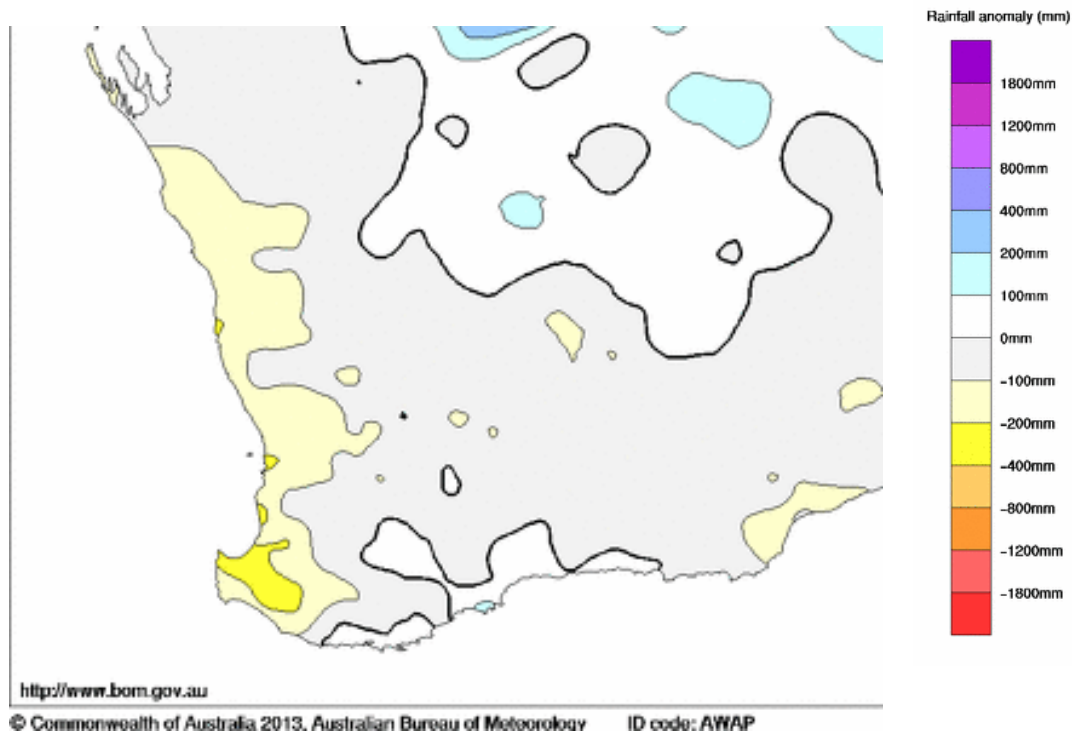 Rainfall anomaly (mm)
1800mm
1200mm
800mm
400mm
200mm
100mm
0mm
-100mm
-200mm
-400mm
-800mm
-1200mm
-1800mm
http://www.bom.gov.au
© Commonwealth of Australia 2013, Australian Bureau of Meteorology ID code: AWAP